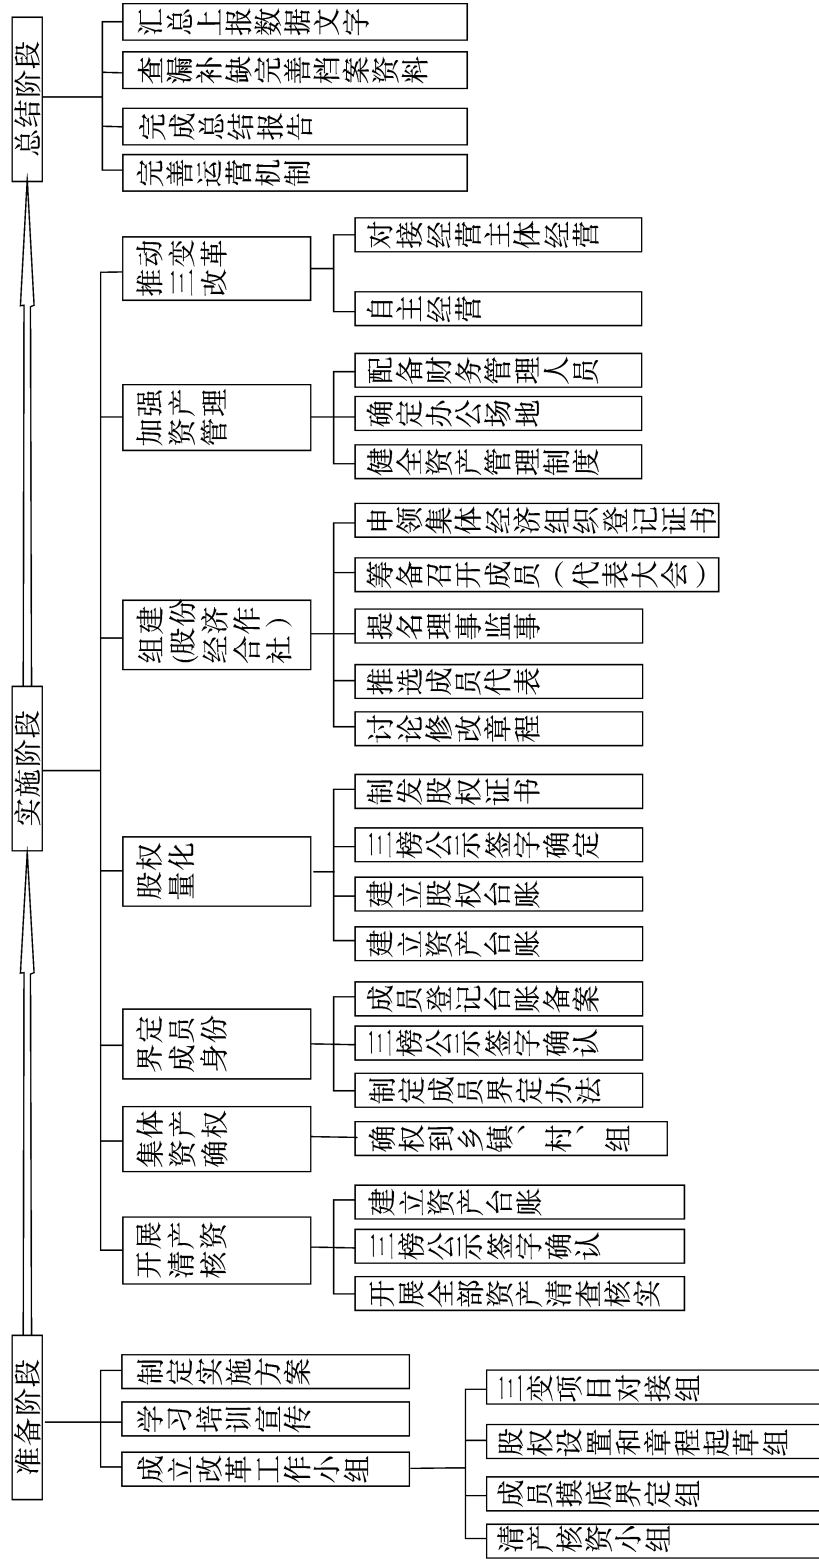 准备阶段
成立改革工作小组
清产核资小组
成员摸底界定组
股权设置和章程起草组
三变项目对接组
学习培训宣传
制定实施方案
实施阶段
开展
清产
核资
开展全部资产清查核实
三榜公示签字确认
建立资产台账
集体
资产
确权
确权到乡镇、村、组
界定
成员
身份
制定成员界定办法
三榜公示签字确认
成员登记台账备案
股权
量化
建立资产台账
建立股权台账
三榜公示签字确定
制发股权证书
组建
(股份
经济
合作
社）
讨论修改章程
推选成员代表
提名理事监事
筹备召开成员（代表大会）
申领集体经济组织登记证书
加强
资产
管理
健全资产管理制度
确定办公场地
配备财务管理人员
推动
三变
改革
自主经营
对接经营主体经营
总结阶段
完善运营机制
完成总结报告
查漏补缺完善档案资料
汇总上报数据文字